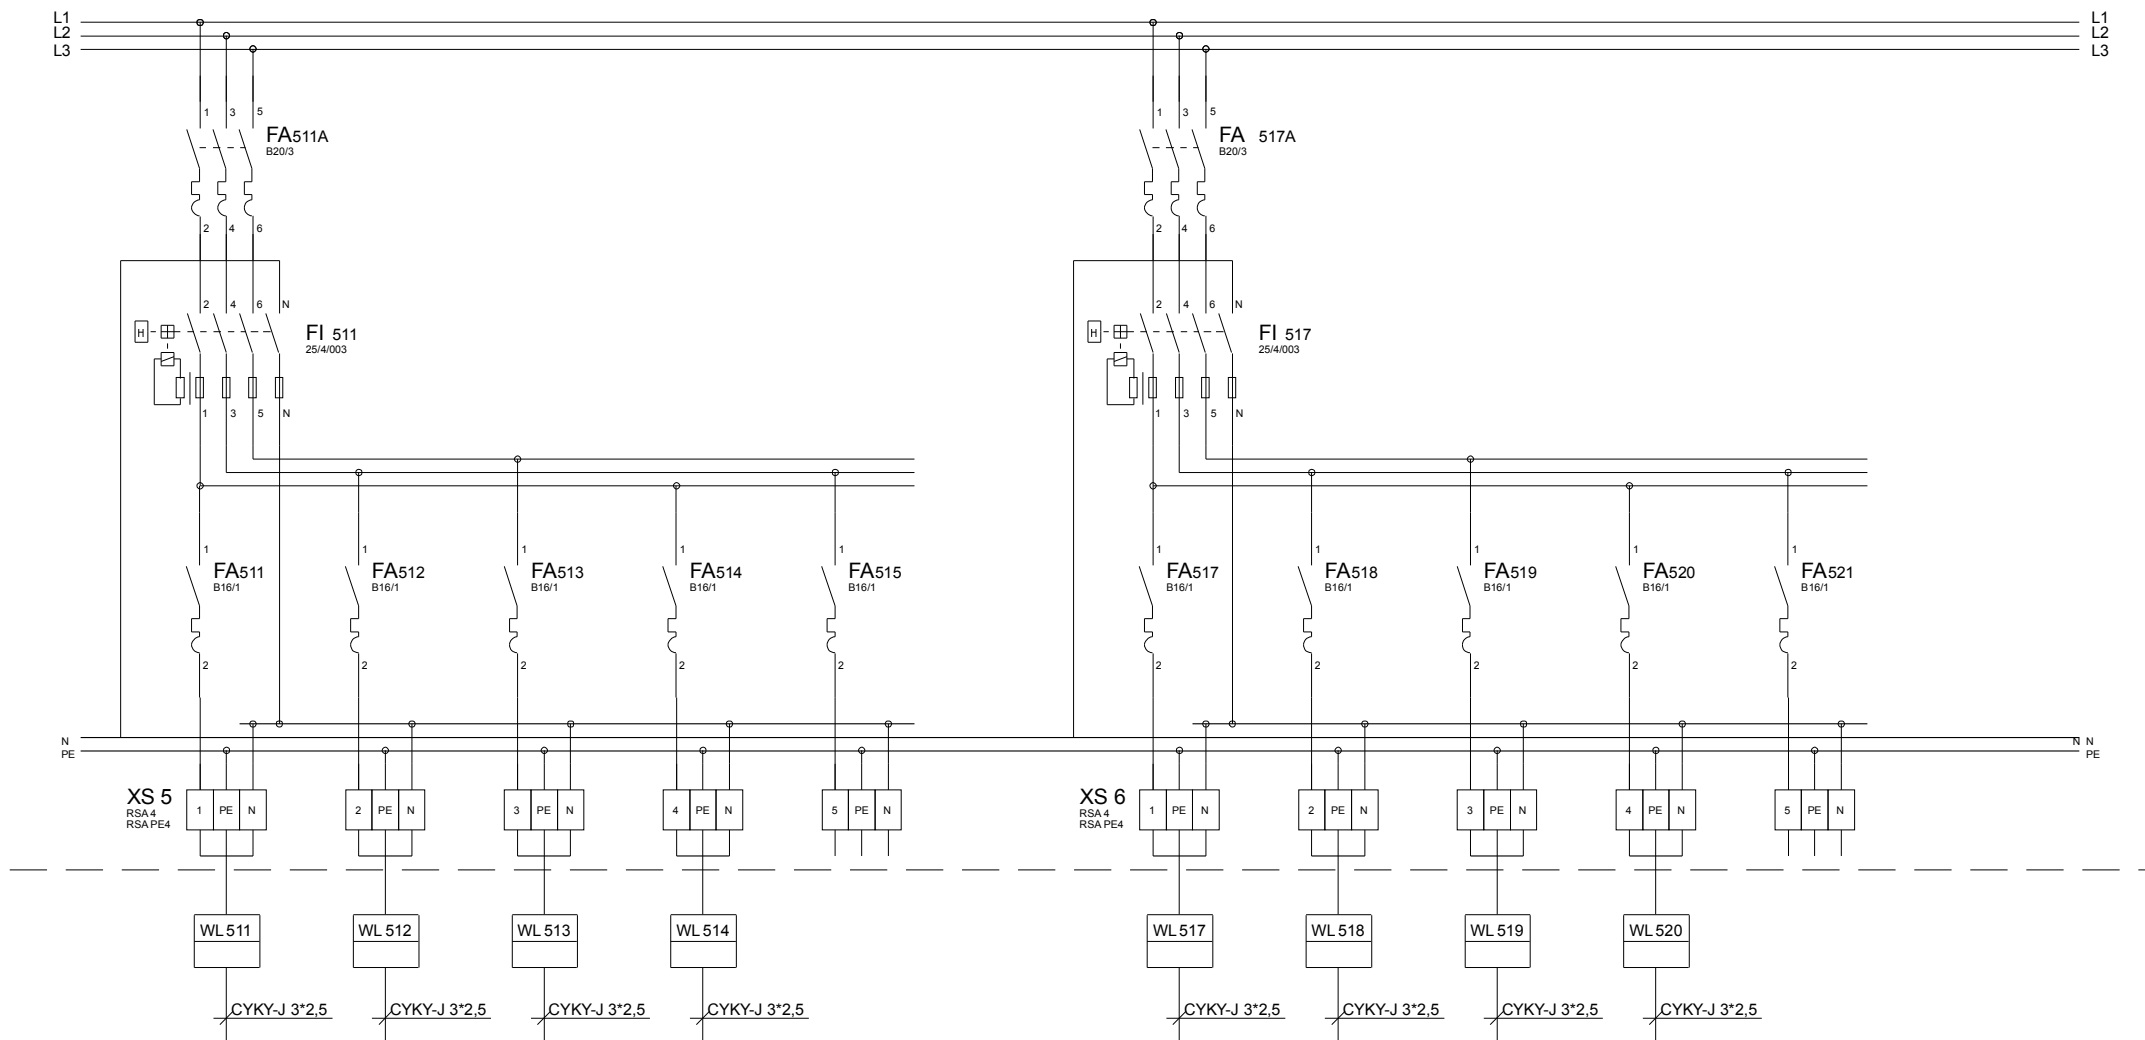 L1 L1
L2 L2
L3 L3
1 3 5 1 3 5
FA511A FA 517A
B20/3 B20/3
2 4 6 2 4 6
2 4 6 N 2 4 6 N
H FI 511 H FI 517
25/4/003 25/4/003
1 3 5 N 1 3 5 N
1 1 1 1 1 1 1 1 1 1
FA511 FA512 FA513 FA514 FA515 FA517 FA518 FA519 FA520 FA521
B16/1 B16/1 B16/1 B16/1 B16/1 B16/1 B16/1 B16/1 B16/1 B16/1
2 2 2 2 2 2 2 2 2 2
N N N
PE PE
XS 5 1 PE N 2 PE N 3 PE N 4 PE N 5 PE N XS 6 1 PE N 2 PE N 3 PE N 4 PE N 5 PE N
RSA 4 RSA 4
RSA PE4 RSA PE4
WL 511 WL 512 WL 513 WL 514 WL 517 WL 518 WL 519 WL 520
CYKY-J 3*2,5 CYKY-J 3*2,5 CYKY-J 3*2,5 CYKY-J 3*2,5 CYKY-J 3*2,5 CYKY-J 3*2,5 CYKY-J 3*2,5 CYKY-J 3*2,5